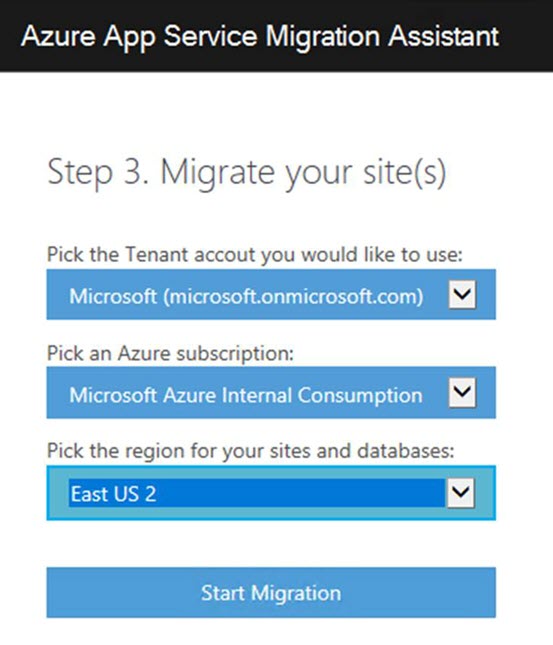 Azure App Service Migration Assistant
Step 3. Migrate your site(s)
Pick the Tenant accout you would like to use:
Microsoft (microsoft.onmicrosoft.com)
Pick an Azure subscription:
Microsoft Azure Internal Consumption
Pick the region for your sites and databases:
East US 2
Start Migration